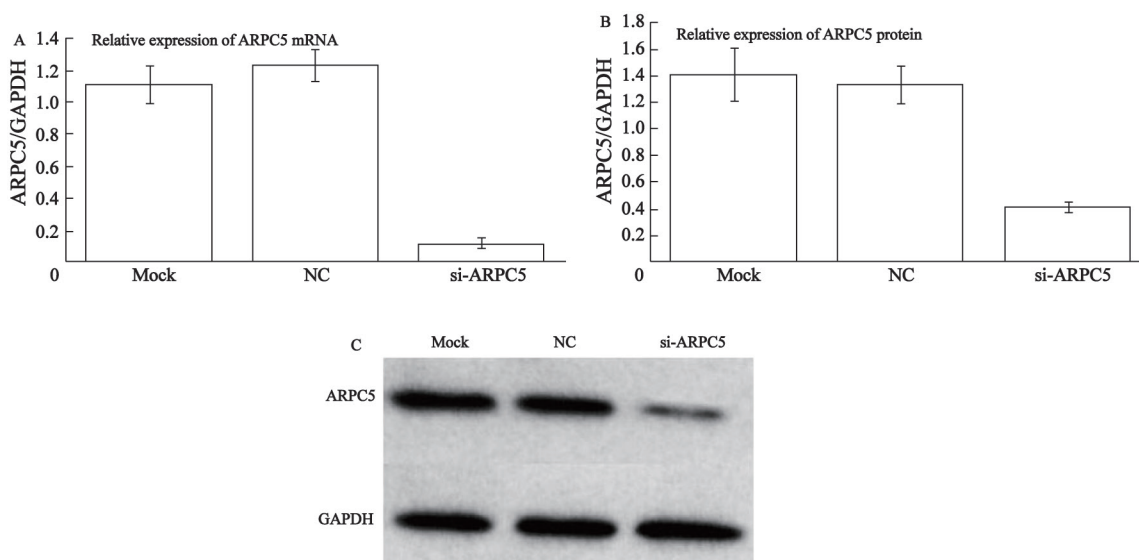 A
Relative expression of ARPC5 mRNA
ARPC5/GAPDH
1.4
1.2
1.0
0.8
0.6
0.4
0.2
0
Mock NC si-ARPC5
B
Relative expression of ARPC5 protein
ARPC5/GAPDH
1.8
1.6
1.4
1.2
1.8
0.8
0.6
0.4
0.2
0
Mock NC si-ARPC5
C Mock NC si-ARPC5
ARPC5
GAPDH